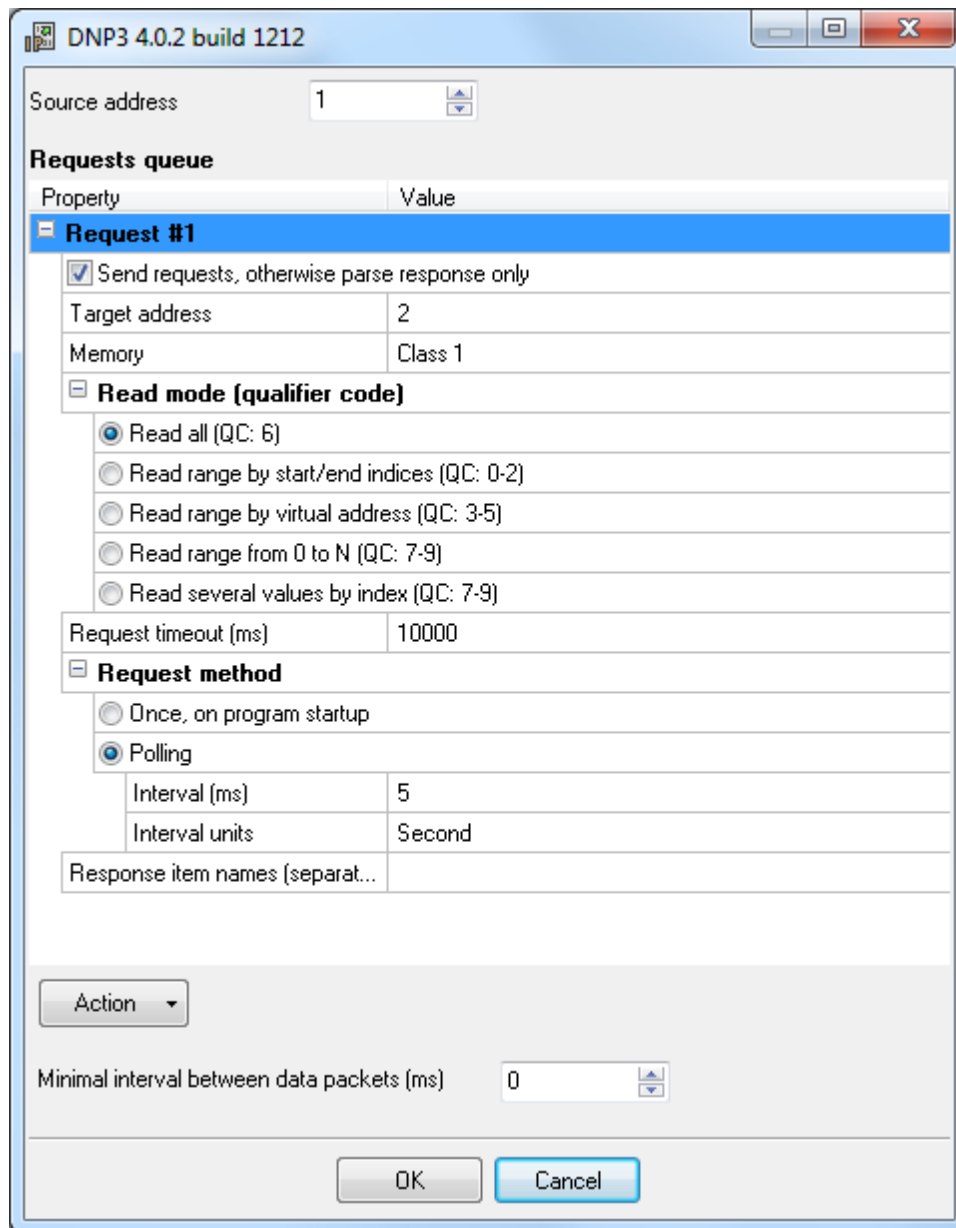 DNP3 4.0.2 build 1212
Source address 1
Requests queue
Property Value
Request #1
Send requests, otherwise parse response only
Target address 2
Memory Class 1
Read mode (qualifier code)
Read all (QC: 6)
Read range by start/end indices (QC: 0-2)
Read range by virtual address (QC: 3-5)
Read range from 0 to N (QC: 7-9)
Read several values by index (QC: 7-9)
Request timeout (ms) 10000
Request method
Once, on program startup
Polling
Interval (ms) 5
Interval units Second
Response item names (separat...
Action
Minimal interval between data packets (ms) 0
OK Cancel